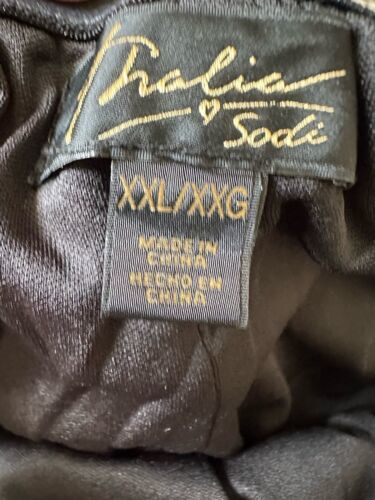 Thalia
Sodi
XXL/XXG
MADE IN
CHINA
HECHO EN
CHINA